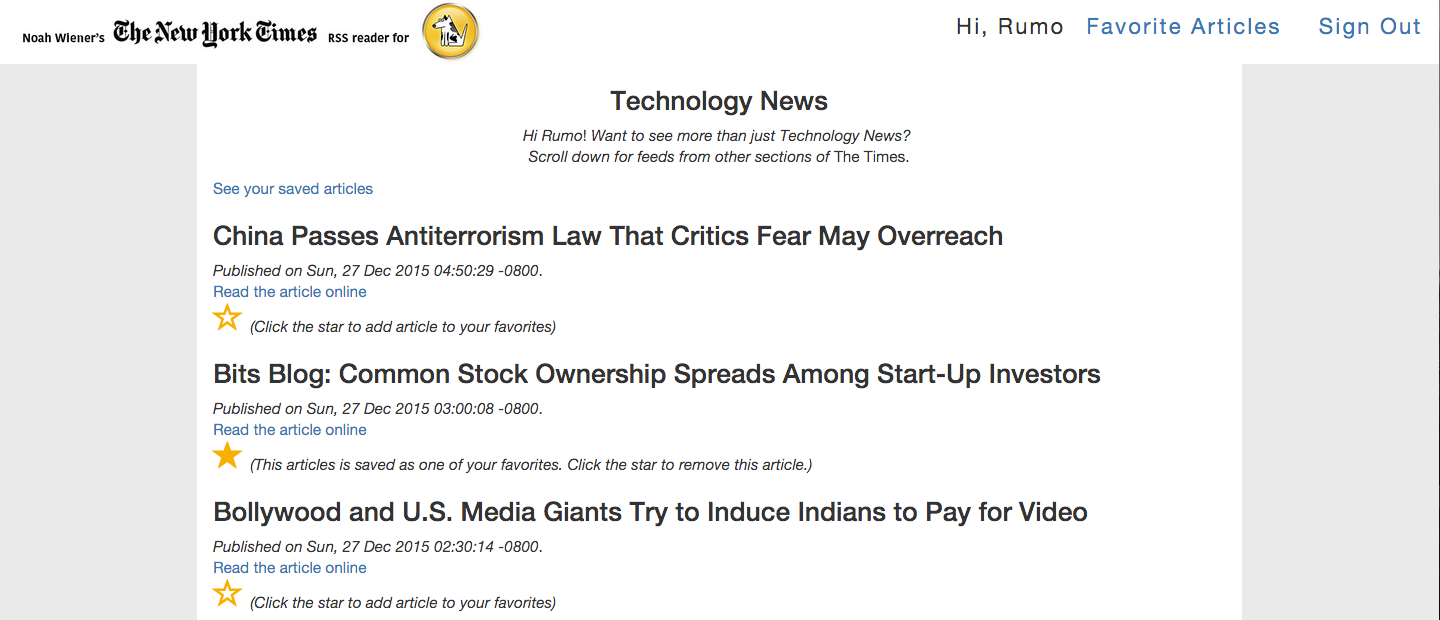 Noah Wiener's The New York Times RSS reader for
Hi, Rumo Favorite Articles Sign Out
Technology News
Hi Rumo! Want to see more than just Technology News?
Scroll down for feeds from other sections of The Times.
See your saved articles
China Passes Antiterrorism Law That Critics Fear May Overreach
Published on Sun, 27 Dec 2015 04:50:29 -0800.
Read the article online
(Click the star to add article to your favorites)
Bits Blog: Common Stock Ownership Spreads Among Start-Up Investors
Published on Sun, 27 Dec 2015 03:00:08 -0800.
Read the article online
(This articles is saved as one of your favorites. Click the star to remove this article.)
Bollywood and U.S. Media Giants Try to Induce Indians to Pay for Video
Published on Sun, 27 Dec 2015 02:30:14 -0800.
Read the article online
(Click the star to add article to your favorites)